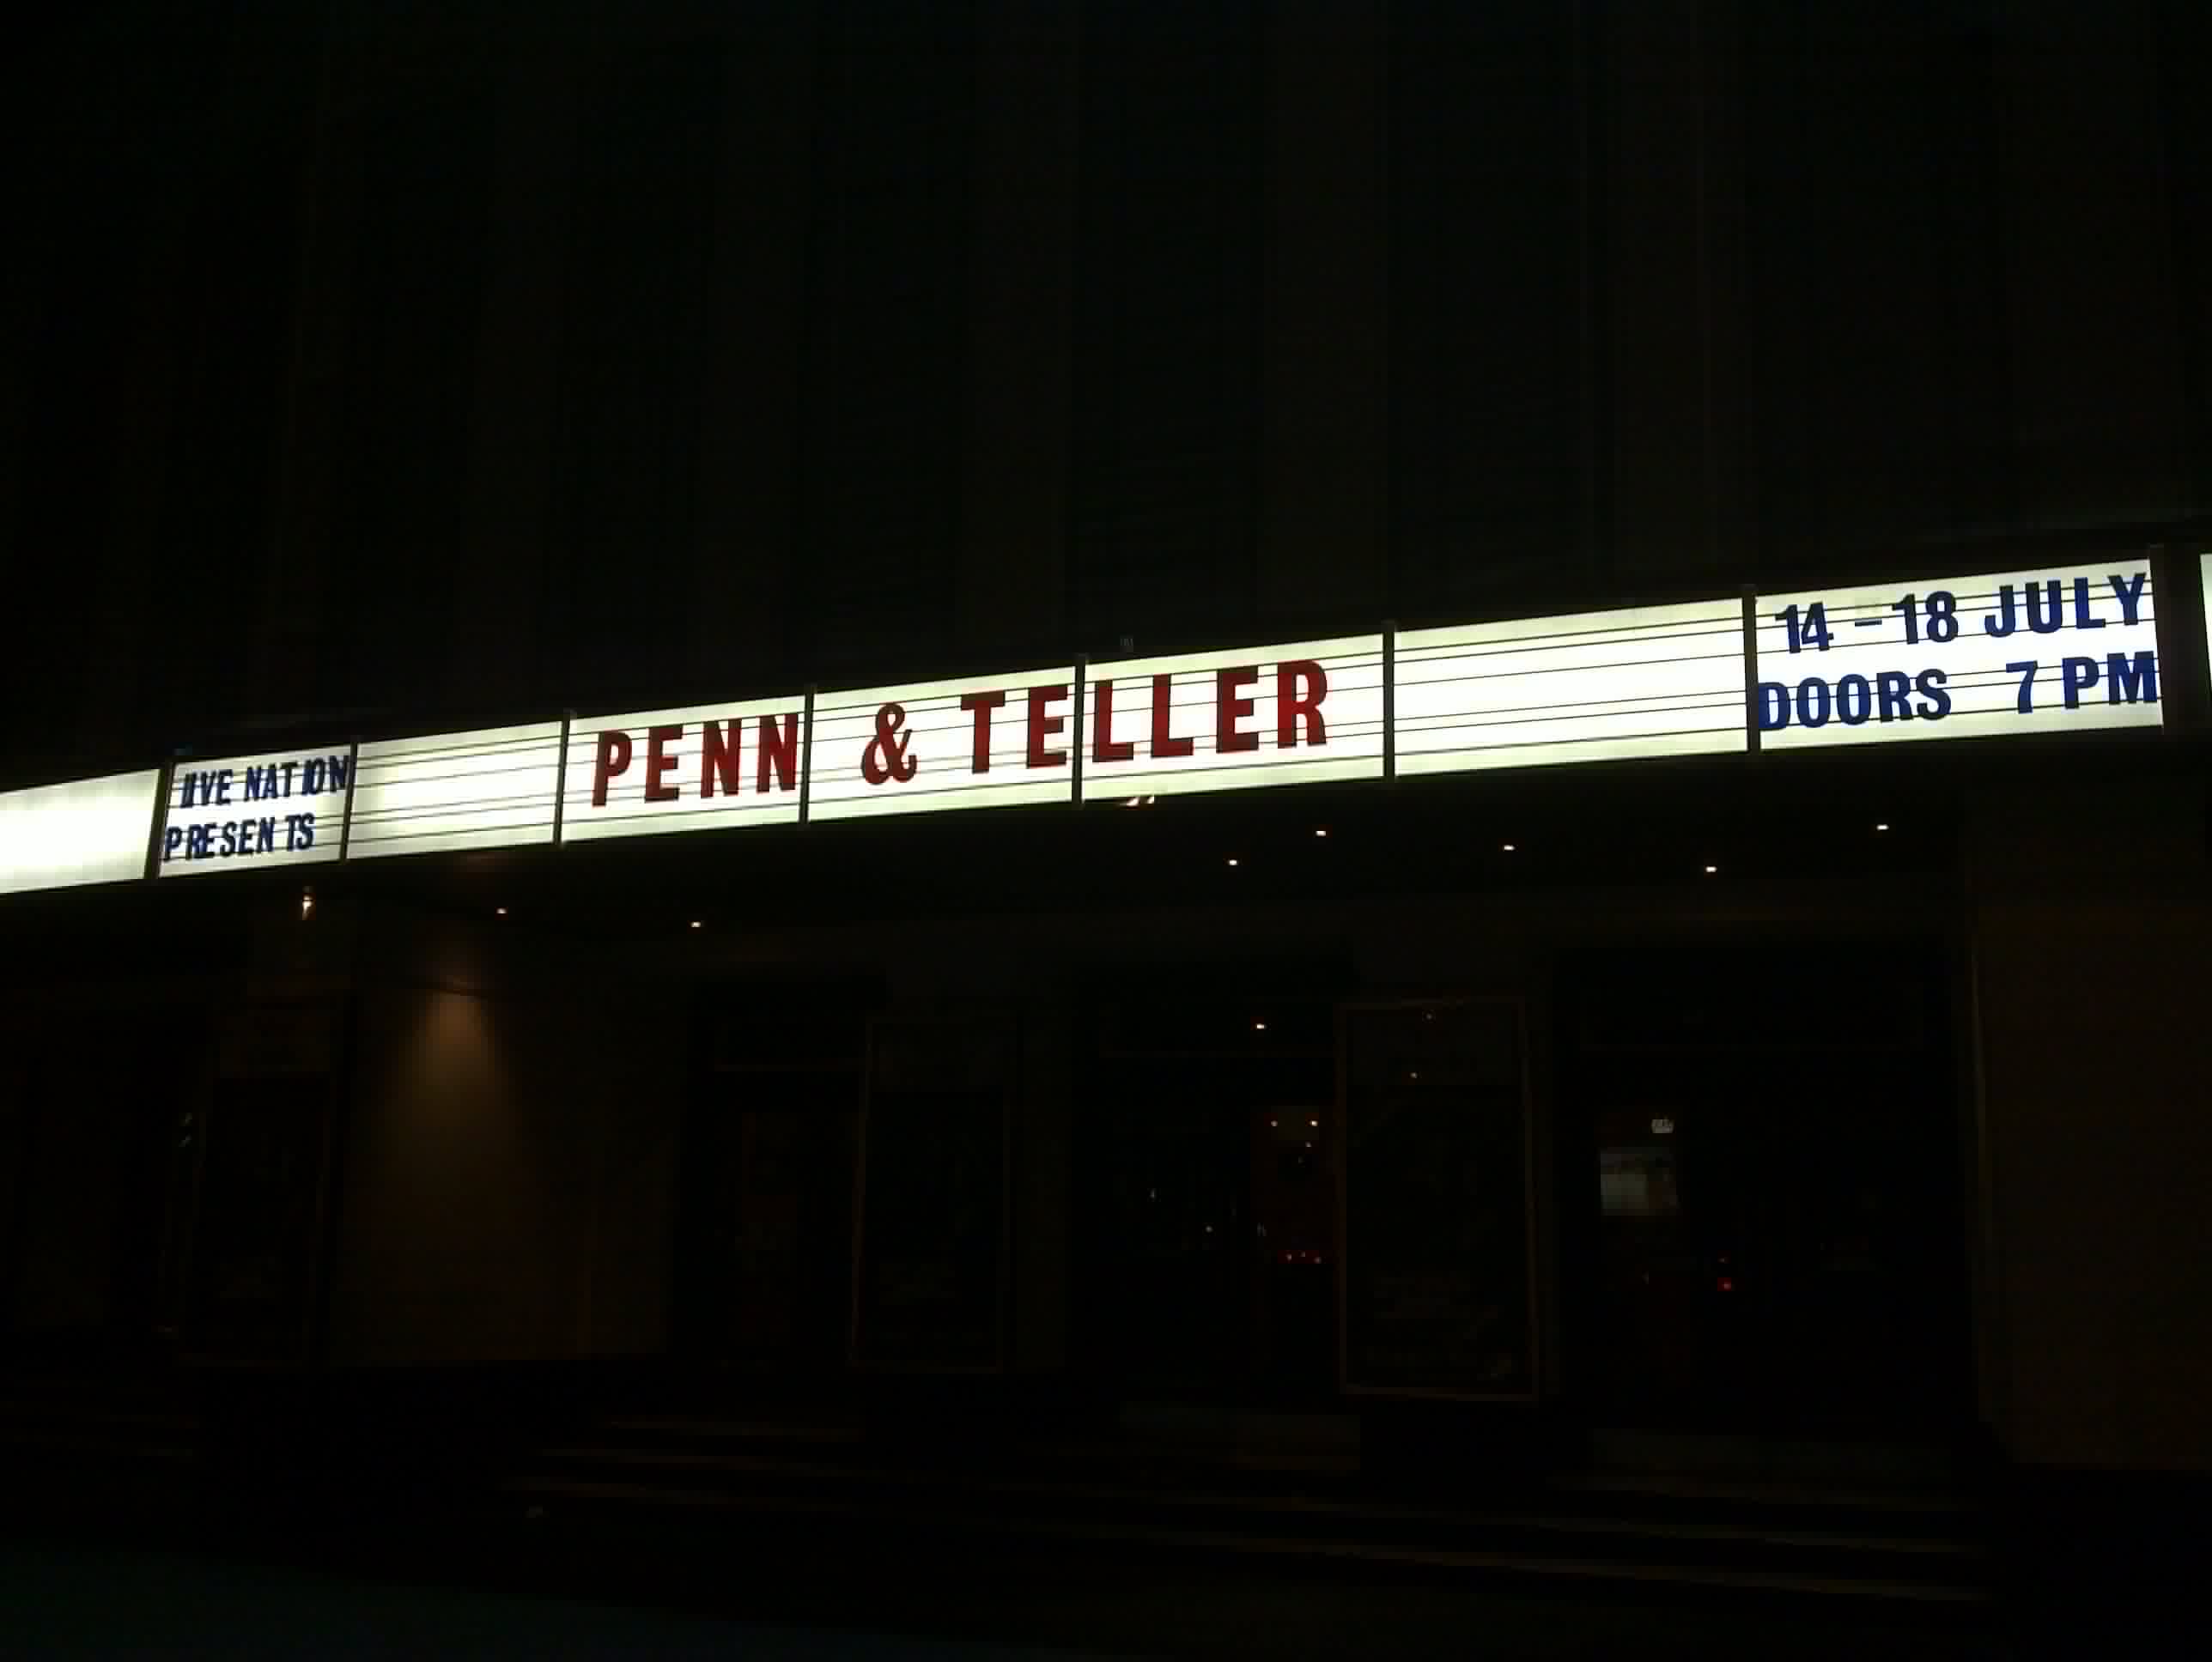 LIVE NATION
PRESENTS
PENN & TELLER
14 - 18 JULY
DOORS 7 PM